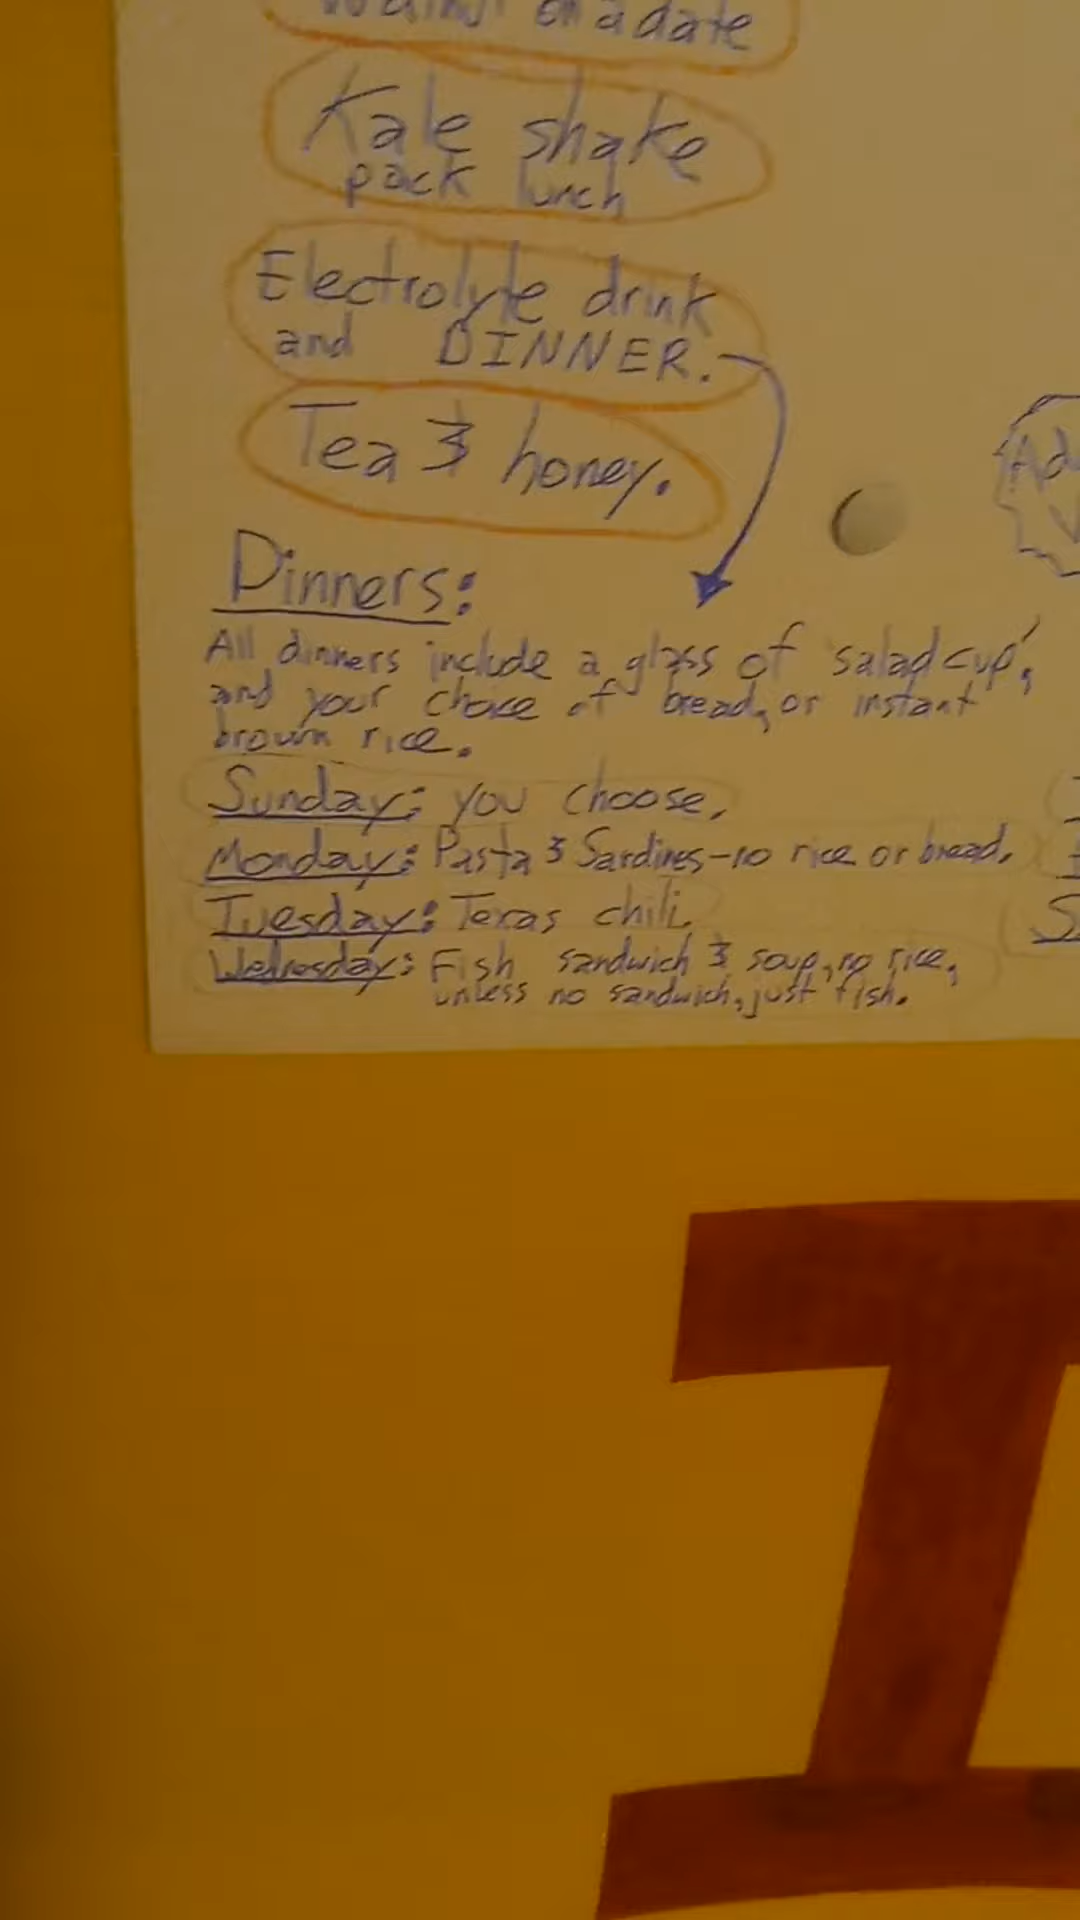 on a date
Kale shake
pack lunch
Electrolyte drink
and DINNER.
Tea & honey.
Dinners:
All dinners include a glass of 'salad cup',
and your choice of bread, or instant
brown rice.
Sunday: you choose.
Monday: Pasta & Sardines-no rice or bread.
Tuesday: Texas chili.
Wednesday: Fish sandwich & soup, no rice,
unless no sandwich, just fish.
I